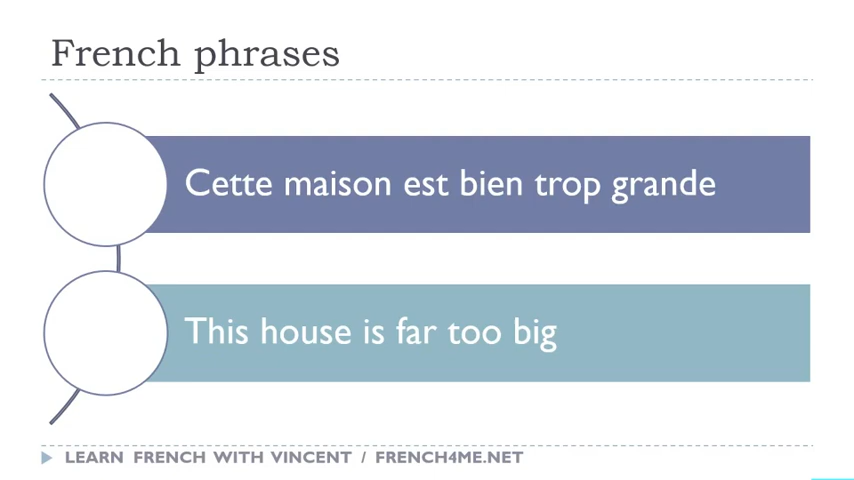 French phrases
Cette maison est bien trop grande
This house is far too big
LEARN FRENCH WITH VINCENT / FRENCH4ME.NET